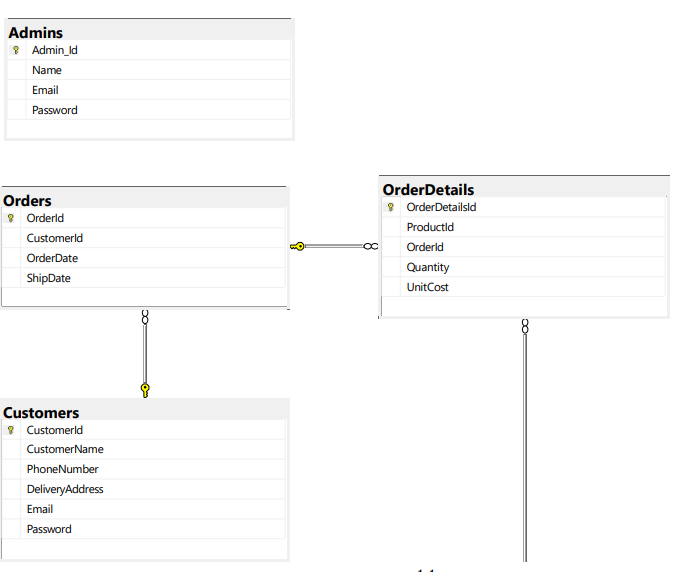 Admins
Admin_Id
Name
Email
Password
Orders
OrderId
CustomerId
OrderDate
ShipDate
OrderDetails
OrderDetailsId
ProductId
OrderId
Quantity
UnitCost
Customers
CustomerId
CustomerName
PhoneNumber
DeliveryAddress
Email
Password